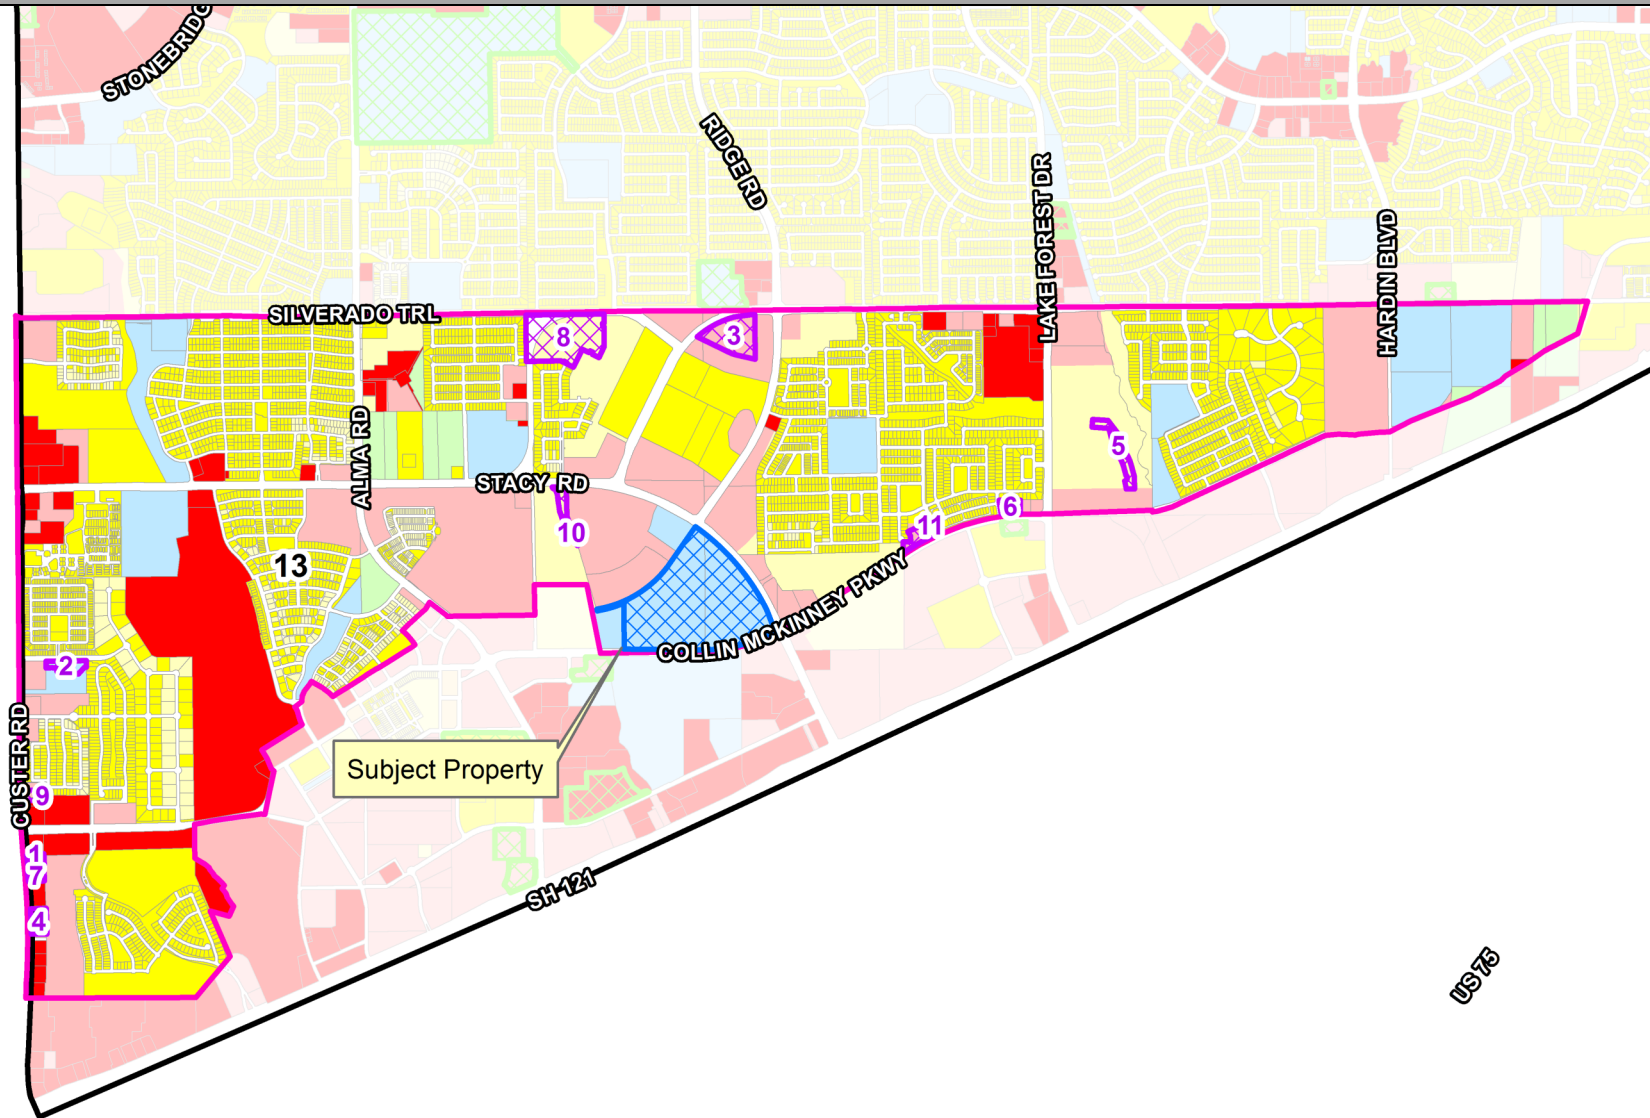 STONEBRIDG
RIDGE RD
LAKE FOREST DR
HARDIN BLVD
SILVERADO TRL
8
3
ALMA RD
5
STACY RD
6
10
11
13
COLLIN MCKINNEY PKWY
2
CUSTER RD
Subject Property
9
1
7
SH 121
4
US 75